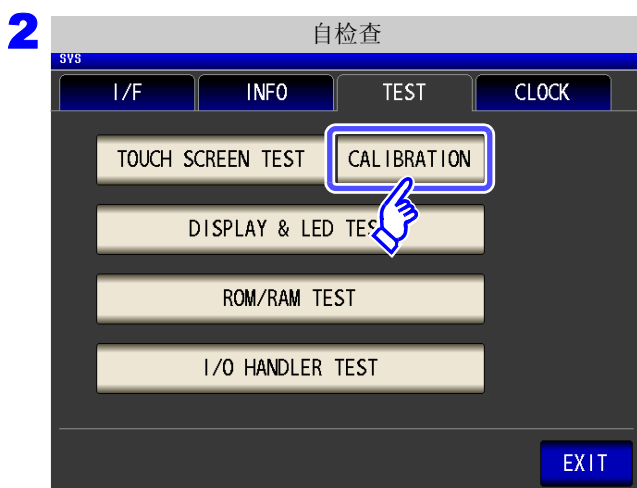 2
自检查
SYS
I/F INFO TEST CLOCK
TOUCH SCREEN TEST CALIBRATION
DISPLAY & LED TEST
ROM/RAM TEST
I/O HANDLER TEST
EXIT